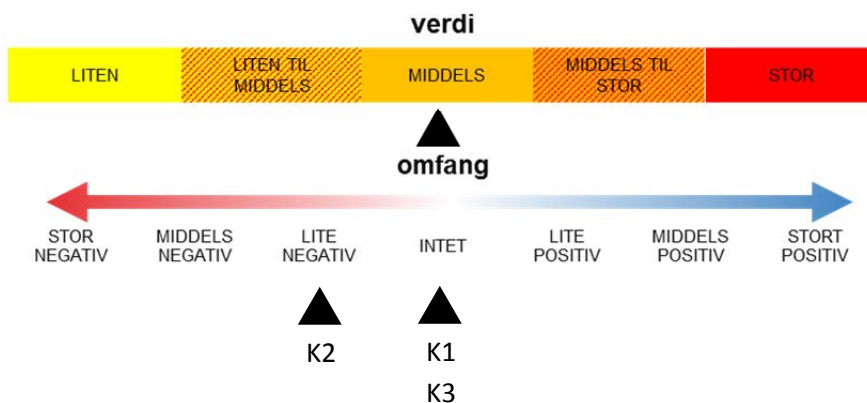 verdi
LITEN
LITEN TIL
MIDDELS
MIDDELS
MIDDELS TIL
STOR
STOR
omfang
STOR
NEGATIV
MIDDELS
NEGATIV
LITE
NEGATIV
INTET
LITE
POSITIV
MIDDELS
POSITIV
STORT
POSITIV
K2
K1
K3